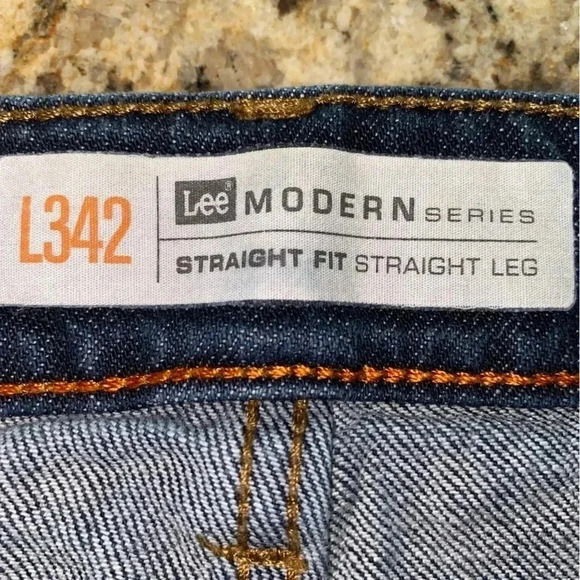 L342
Lee® MODERN SERIES
STRAIGHT FIT STRAIGHT LEG